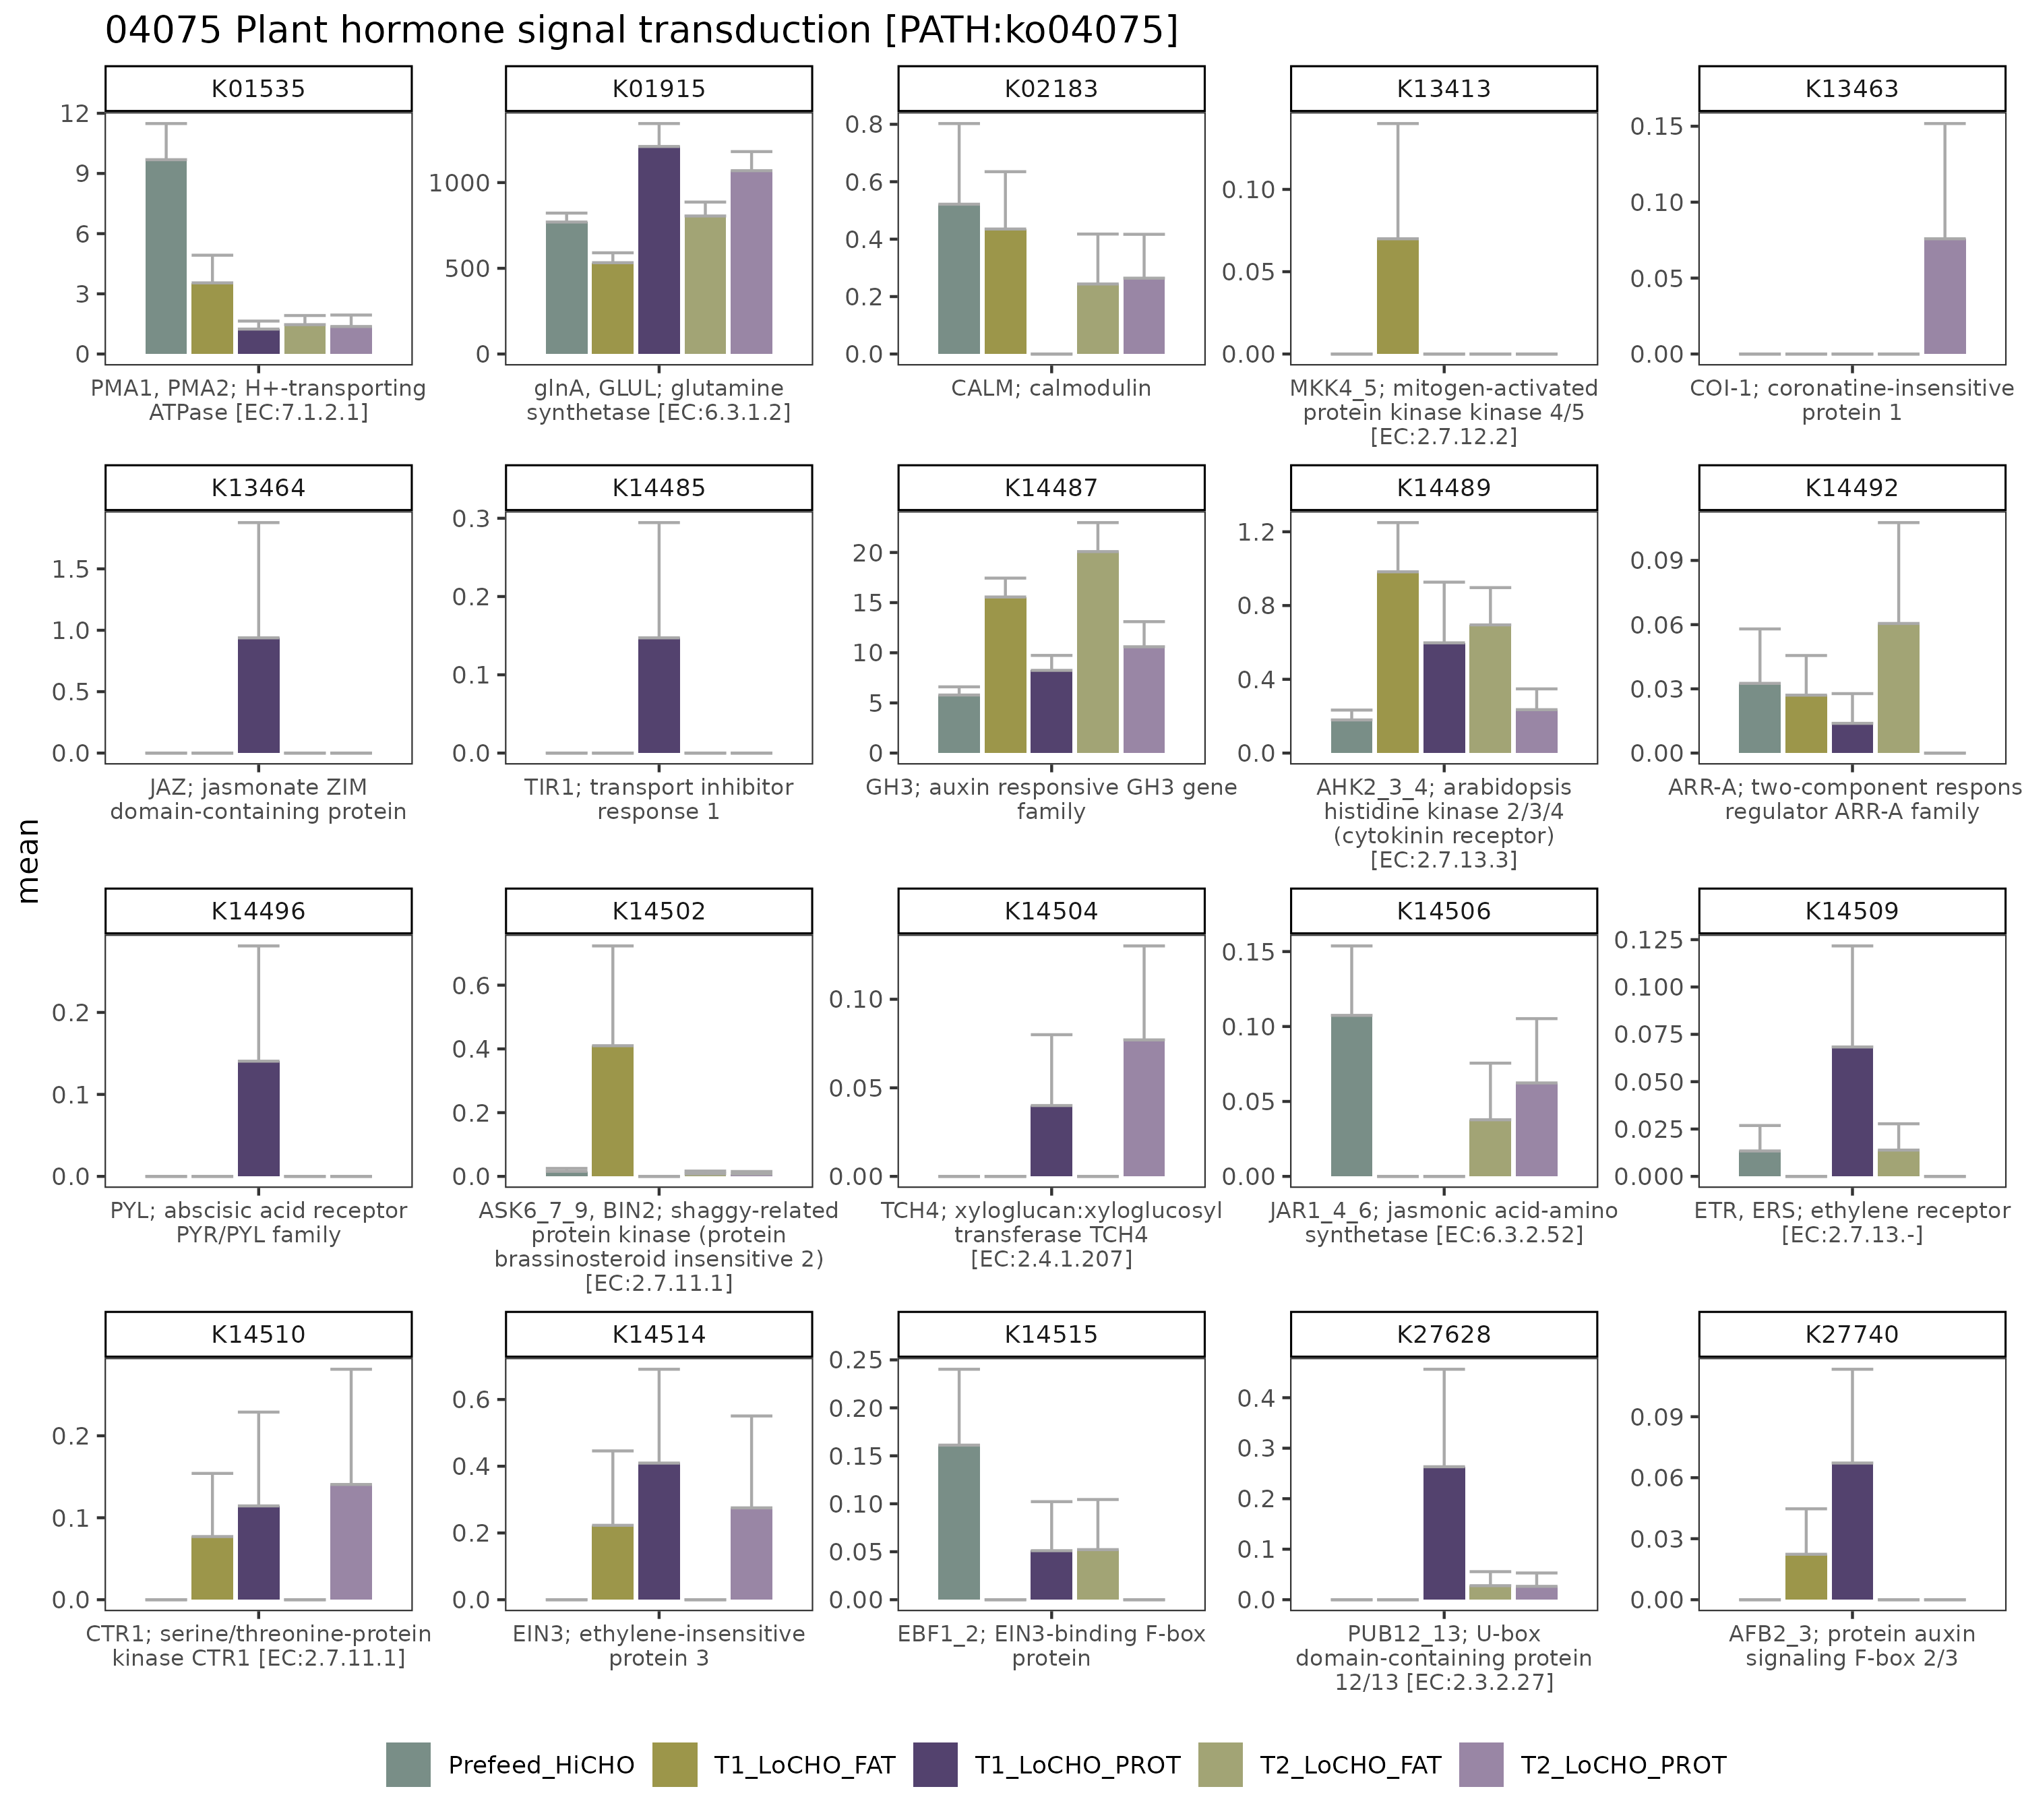 04075 Plant hormone signal transduction [PATH:ko04075]
mean
K01535
12
9
6
3
0
PMA1, PMA2; H+-transporting
ATPase [EC:7.1.2.1]
K01915
1000
500
0
glnA, GLUL; glutamine
synthetase [EC:6.3.1.2]
K02183
0.8
0.6
0.4
0.2
0.0
CALM; calmodulin
K13413
0.10
0.05
0.00
MKK4_5; mitogen-activated
protein kinase kinase 4/5
[EC:2.7.12.2]
K13463
0.15
0.10
0.05
0.00
COI-1; coronatine-insensitive
protein 1
K13464
1.5
1.0
0.5
0.0
JAZ; jasmonate ZIM
domain-containing protein
K14485
0.3
0.2
0.1
0.0
TIR1; transport inhibitor
response 1
K14487
20
15
10
5
0
GH3; auxin responsive GH3 gene
family
K14489
1.2
0.8
0.4
0.0
AHK2_3_4; arabidopsis
histidine kinase 2/3/4
(cytokinin receptor)
[EC:2.7.13.3]
K14492
0.09
0.06
0.03
0.00
ARR-A; two-component respons
regulator ARR-A family
K14496
0.2
0.1
0.0
PYL; abscisic acid receptor
PYR/PYL family
K14502
0.6
0.4
0.2
0.0
ASK6_7_9, BIN2; shaggy-related
protein kinase (protein
brassinosteroid insensitive 2)
[EC:2.7.11.1]
K14504
0.10
0.05
0.00
TCH4; xyloglucan:xyloglucosyl
transferase TCH4
[EC:2.4.1.207]
K14506
0.15
0.10
0.05
0.00
JAR1_4_6; jasmonic acid-amino
synthetase [EC:6.3.2.52]
K14509
0.125
0.100
0.075
0.050
0.025
0.000
ETR, ERS; ethylene receptor
[EC:2.7.13.-]
K14510
0.2
0.1
0.0
CTR1; serine/threonine-protein
kinase CTR1 [EC:2.7.11.1]
K14514
0.6
0.4
0.2
0.0
EIN3; ethylene-insensitive
protein 3
K14515
0.25
0.20
0.15
0.10
0.05
0.00
EBF1_2; EIN3-binding F-box
protein
K27628
0.4
0.3
0.2
0.1
0.0
PUB12_13; U-box
domain-containing protein
12/13 [EC:2.3.2.27]
K27740
0.09
0.06
0.03
0.00
AFB2_3; protein auxin
signaling F-box 2/3
Prefeed_HiCHO
T1_LoCHO_FAT
T1_LoCHO_PROT
T2_LoCHO_FAT
T2_LoCHO_PROT